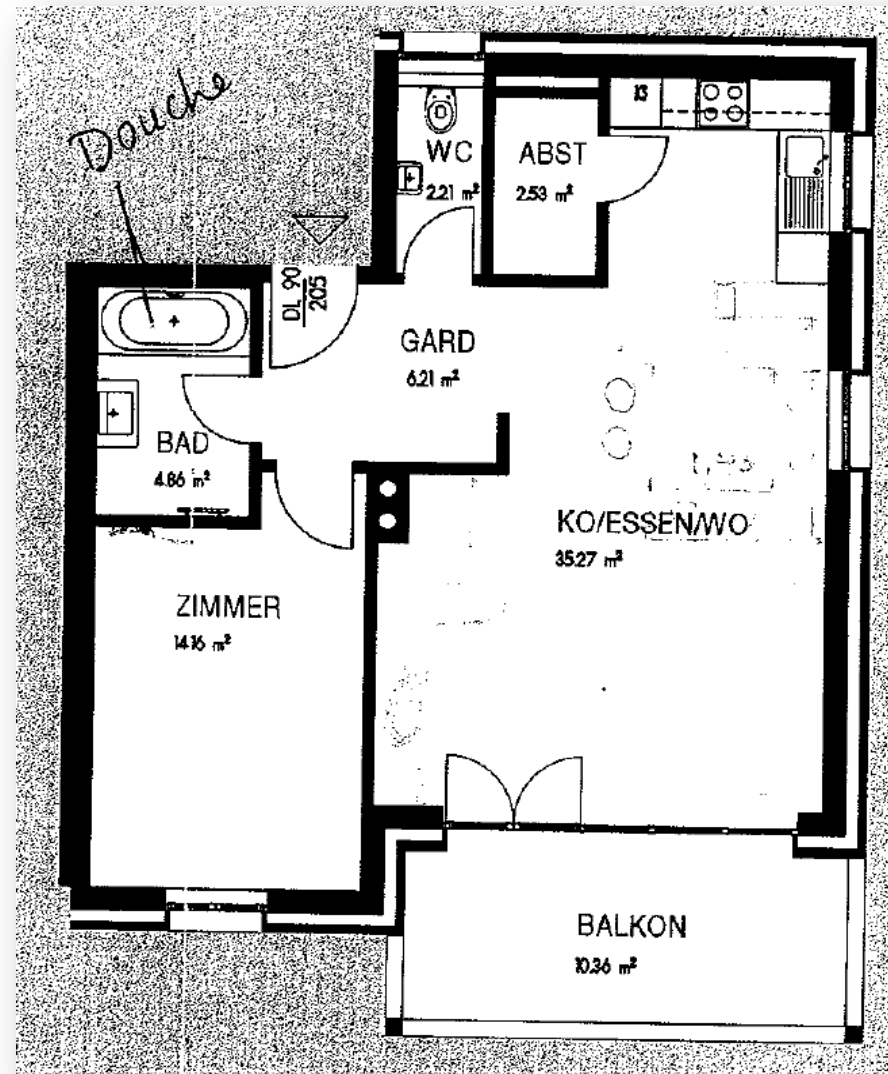 Douche
WC
2.21 m²
ABST
2.53 m²
13
DL 90
205
GARD
6.21 m²
BAD
4.86 m²
KO/ESSEN/WO
35.27 m²
ZIMMER
14.16 m²
BALKON
10.36 m²